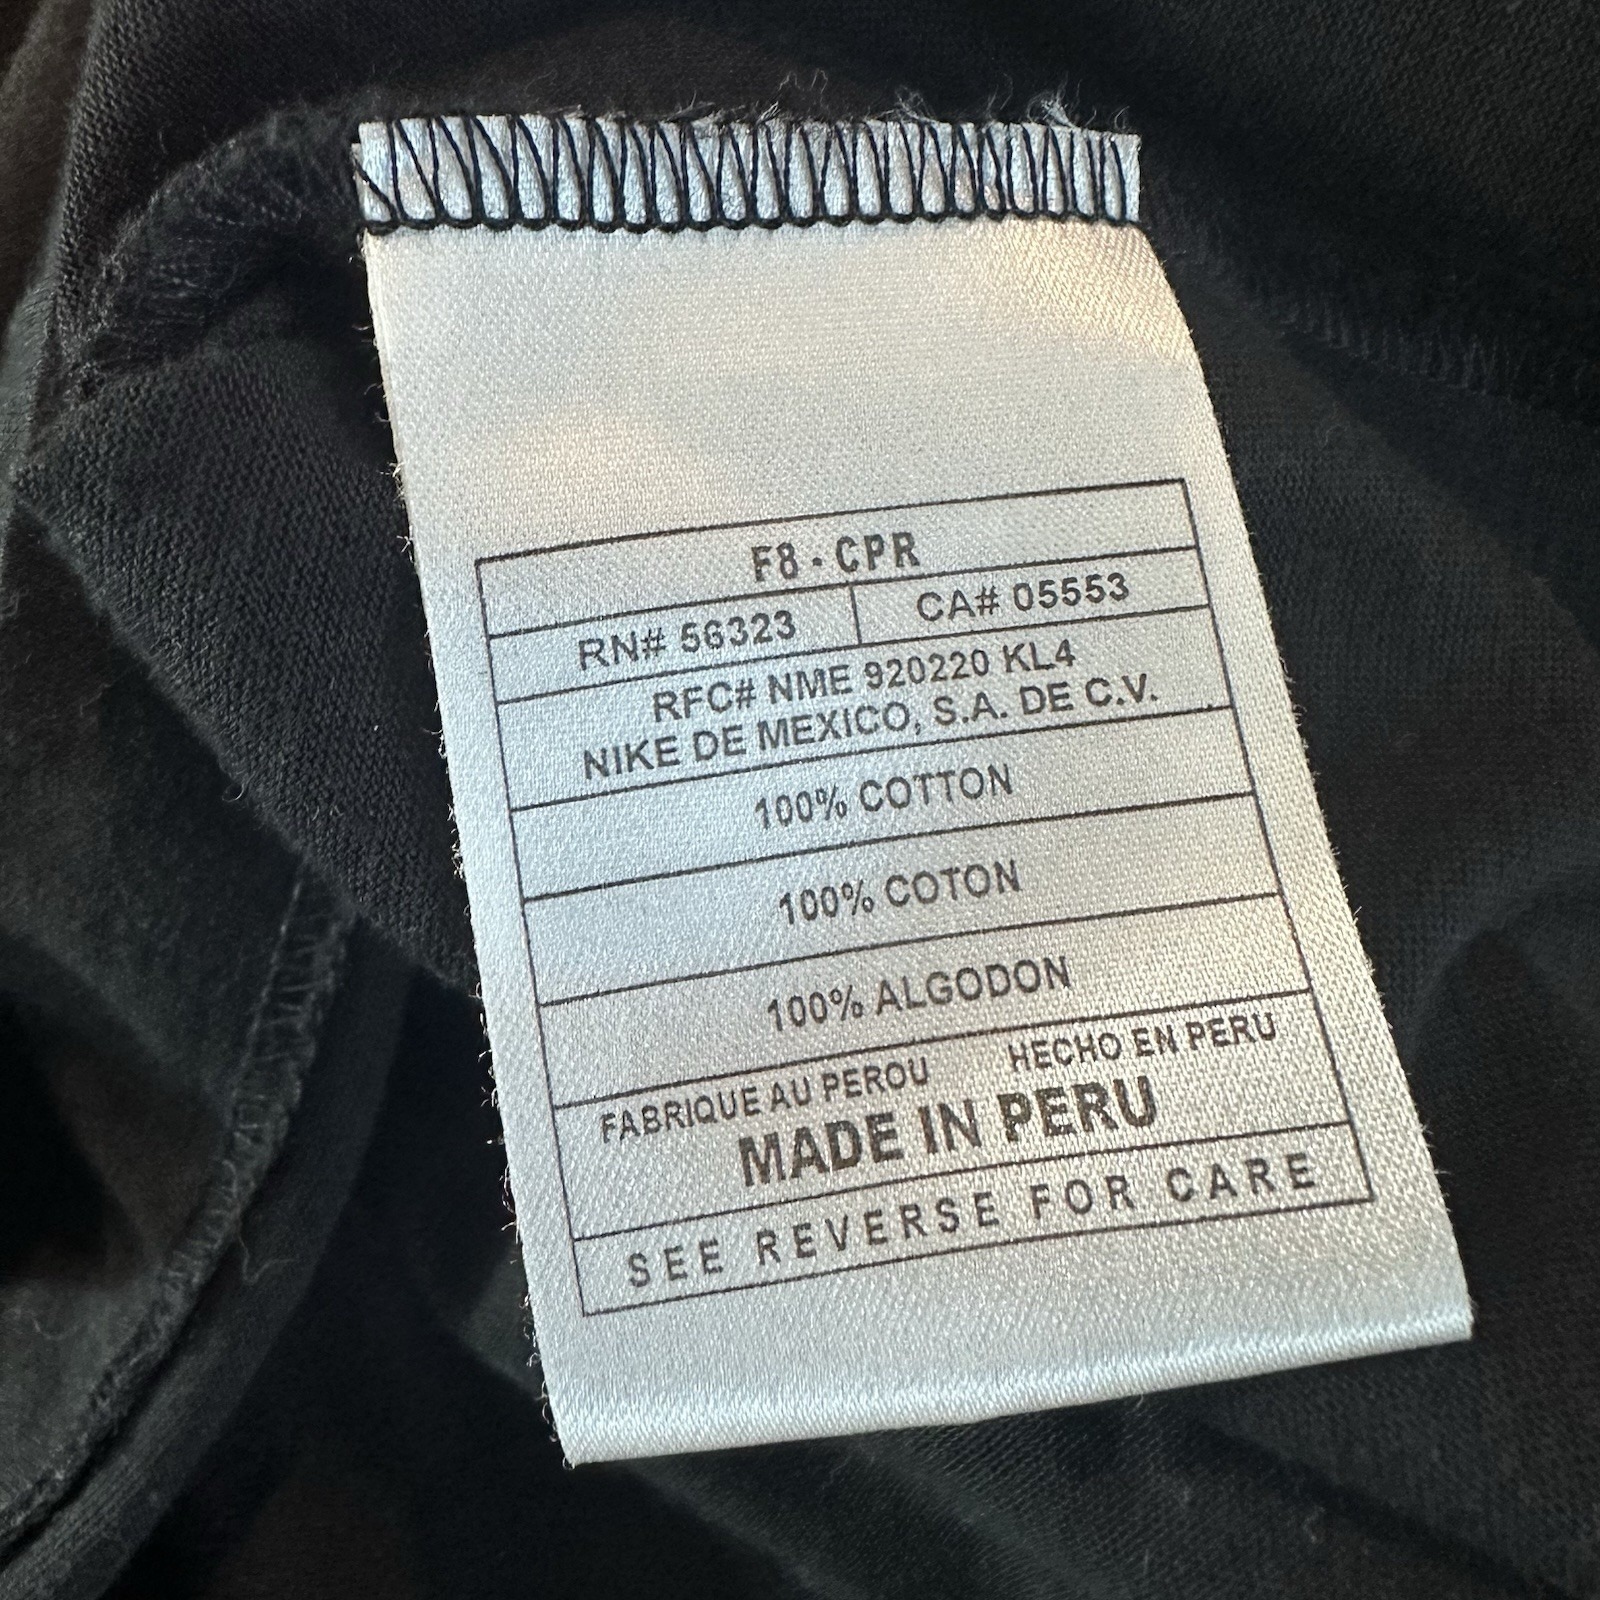 F8 - CPR
RN# 56323 CA# 05553
RFC# NME 920220 KL4
NIKE DE MEXICO, S.A. DE C.V.
100% COTTON
100% COTON
100% ALGODON
FABRIQUE AU PEROU HECHO EN PERU
MADE IN PERU
SEE REVERSE FOR CARE